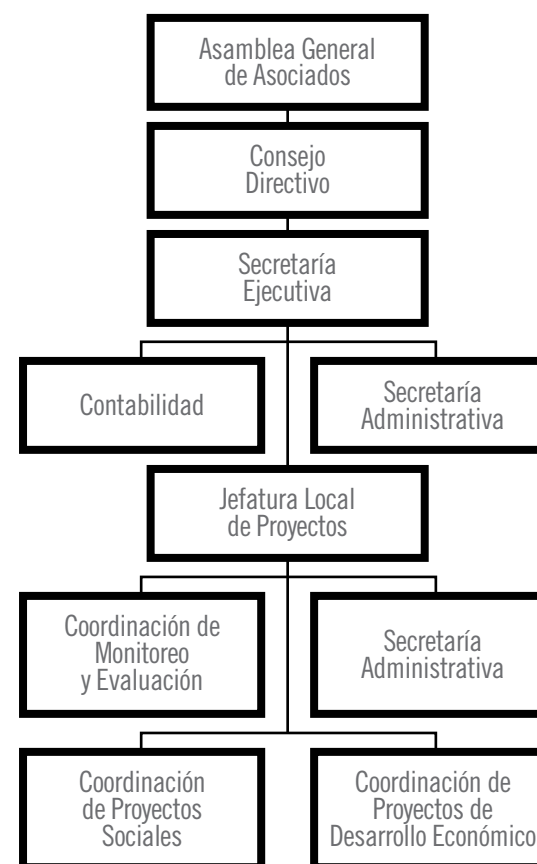 Asamblea General
de Asociados
Consejo
Directivo
Secretaría
Ejecutiva
Contabilidad
Secretaría
Administrativa
Jefatura Local
de Proyectos
Coordinación de
Monitoreo
y Evaluación
Secretaría
Administrativa
Coordinación
de Proyectos
Sociales
Coordinación de
Proyectos de
Desarrollo Económico